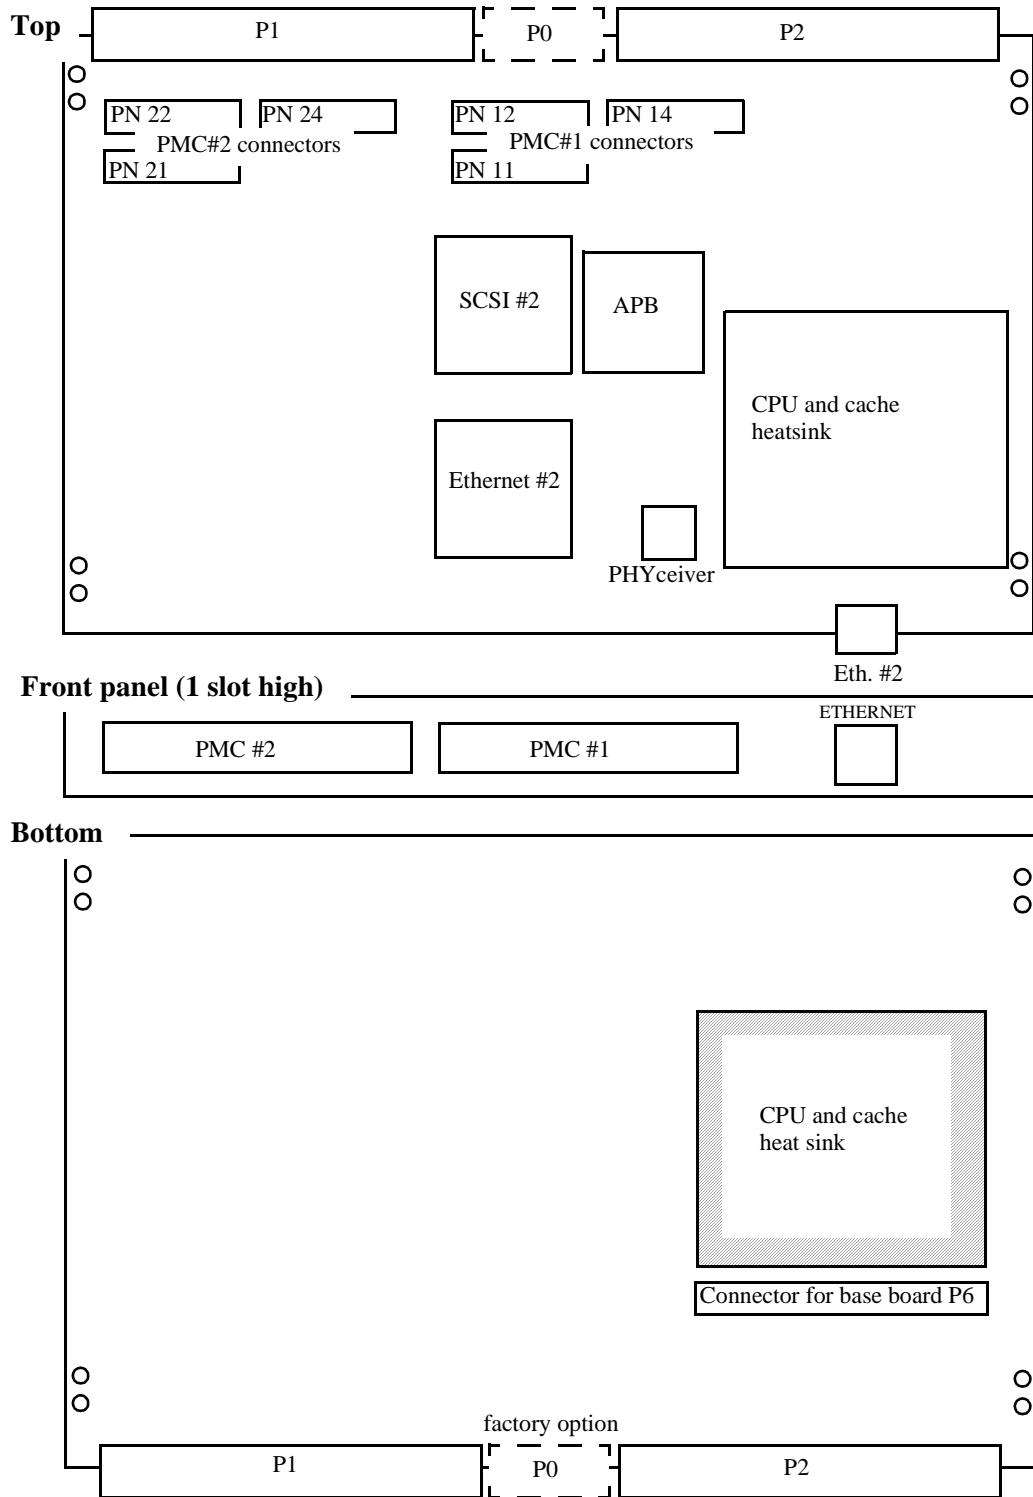 Top
P1
P0
P2
PN 22
PN 24
PN 12
PN 14
PMC#2 connectors
PMC#1 connectors
PN 21
PN 11
SCSI #2
APB
CPU and cache
heatsink
Ethernet #2
PHYceiver
Eth. #2
Front panel (1 slot high)
ETHERNET
PMC #2
PMC #1
Bottom
CPU and cache
heat sink
Connector for base board P6
factory option
P1
P0
P2